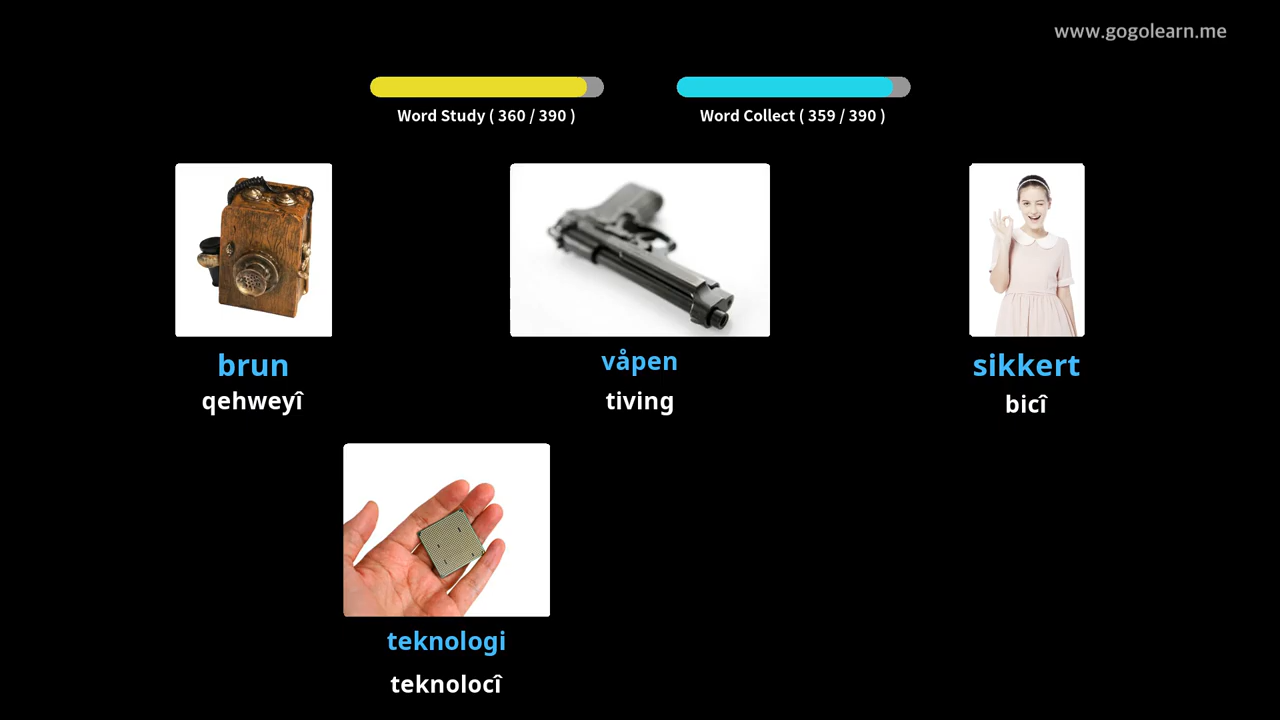 www.gogolearn.me
Word Study ( 360 / 390 )
Word Collect ( 359 / 390 )
brun
qehweyî
våpen
tiving
sikkert
bicî
teknologi
teknolocî